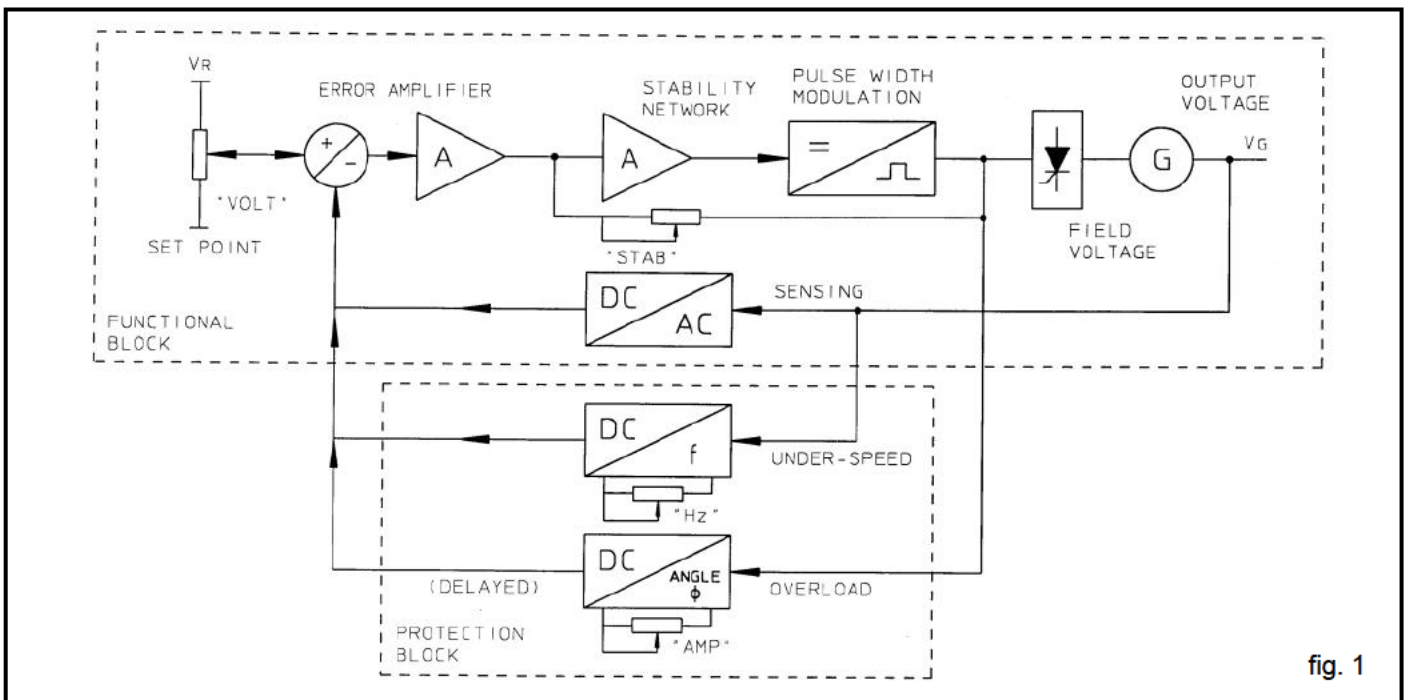 VR
ERROR AMPLIFIER
STABILITY
NETWORK
PULSE WIDTH
MODULATION
OUTPUT
VOLTAGE
+
-
A
A
=
G
VG
"VOLT"
SET POINT
"STAB"
FIELD
VOLTAGE
DC
AC
SENSING
FUNCTIONAL
BLOCK
DC
f
UNDER-SPEED
"Hz"
DC
ANGLE
ϕ
(DELAYED)
OVERLOAD
"AMP"
PROTECTION
BLOCK
fig. 1